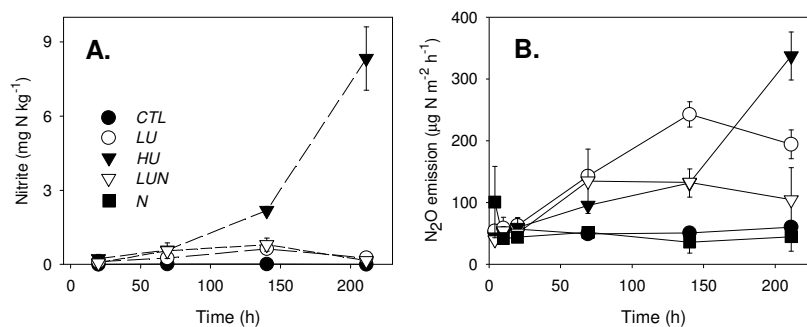 A.
9
6
3
0
Nitrite (mg N kg⁻¹)
CTL
LU
HU
LUN
N
0 50 100 150 200
Time (h)
B.
400
300
200
100
0
N₂O emission (µg N m⁻² h⁻¹)
0 50 100 150 200
Time (h)